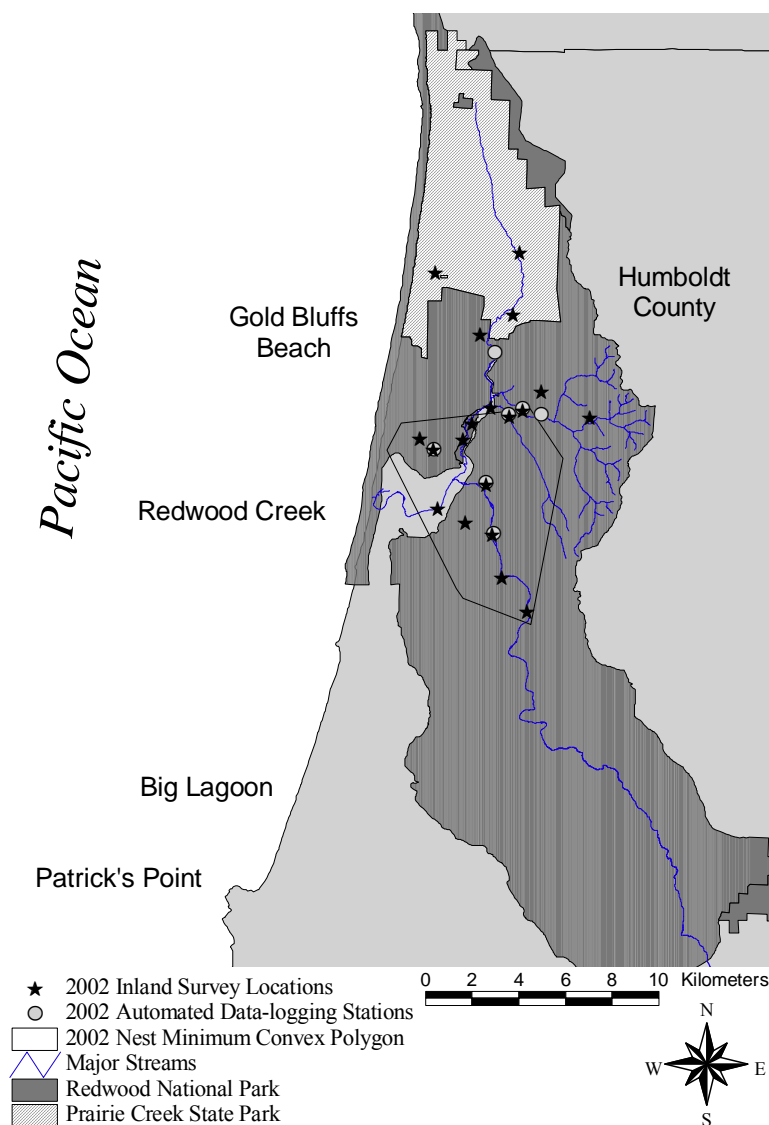 Pacific Ocean
Gold Bluffs
Beach
Humboldt
County
Redwood Creek
Big Lagoon
Patrick's Point
2002 Inland Survey Locations
2002 Automated Data-logging Stations
2002 Nest Minimum Convex Polygon
Major Streams
Redwood National Park
Prairie Creek State Park
0 2 4 6 8 10 Kilometers
N
W E
S